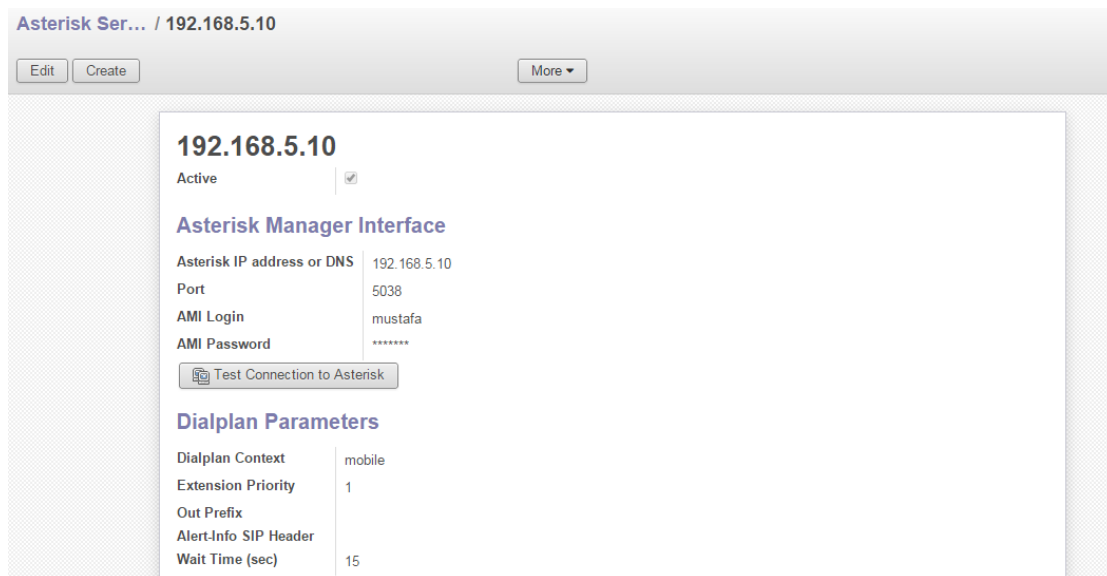 Asterisk Ser... / 192.168.5.10
Edit Create More
192.168.5.10
Active
Asterisk Manager Interface
Asterisk IP address or DNS 192.168.5.10
Port 5038
AMI Login mustafa
AMI Password *******
Test Connection to Asterisk
Dialplan Parameters
Dialplan Context mobile
Extension Priority 1
Out Prefix
Alert-Info SIP Header
Wait Time (sec) 15